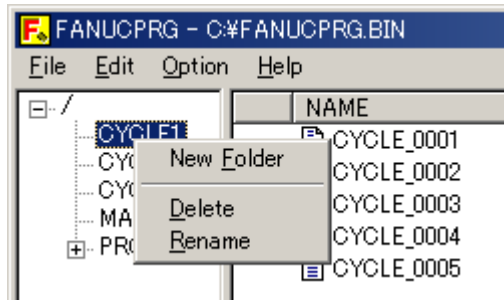 FANUCPRG - C:¥FANUCPRG.BIN
File Edit Option Help
/
NAME
CYCLE1
CYCLE_0001
New Folder
CYCLE_0002
Delete
CYCLE_0003
Rename
CYCLE_0004
CYCLE_0005